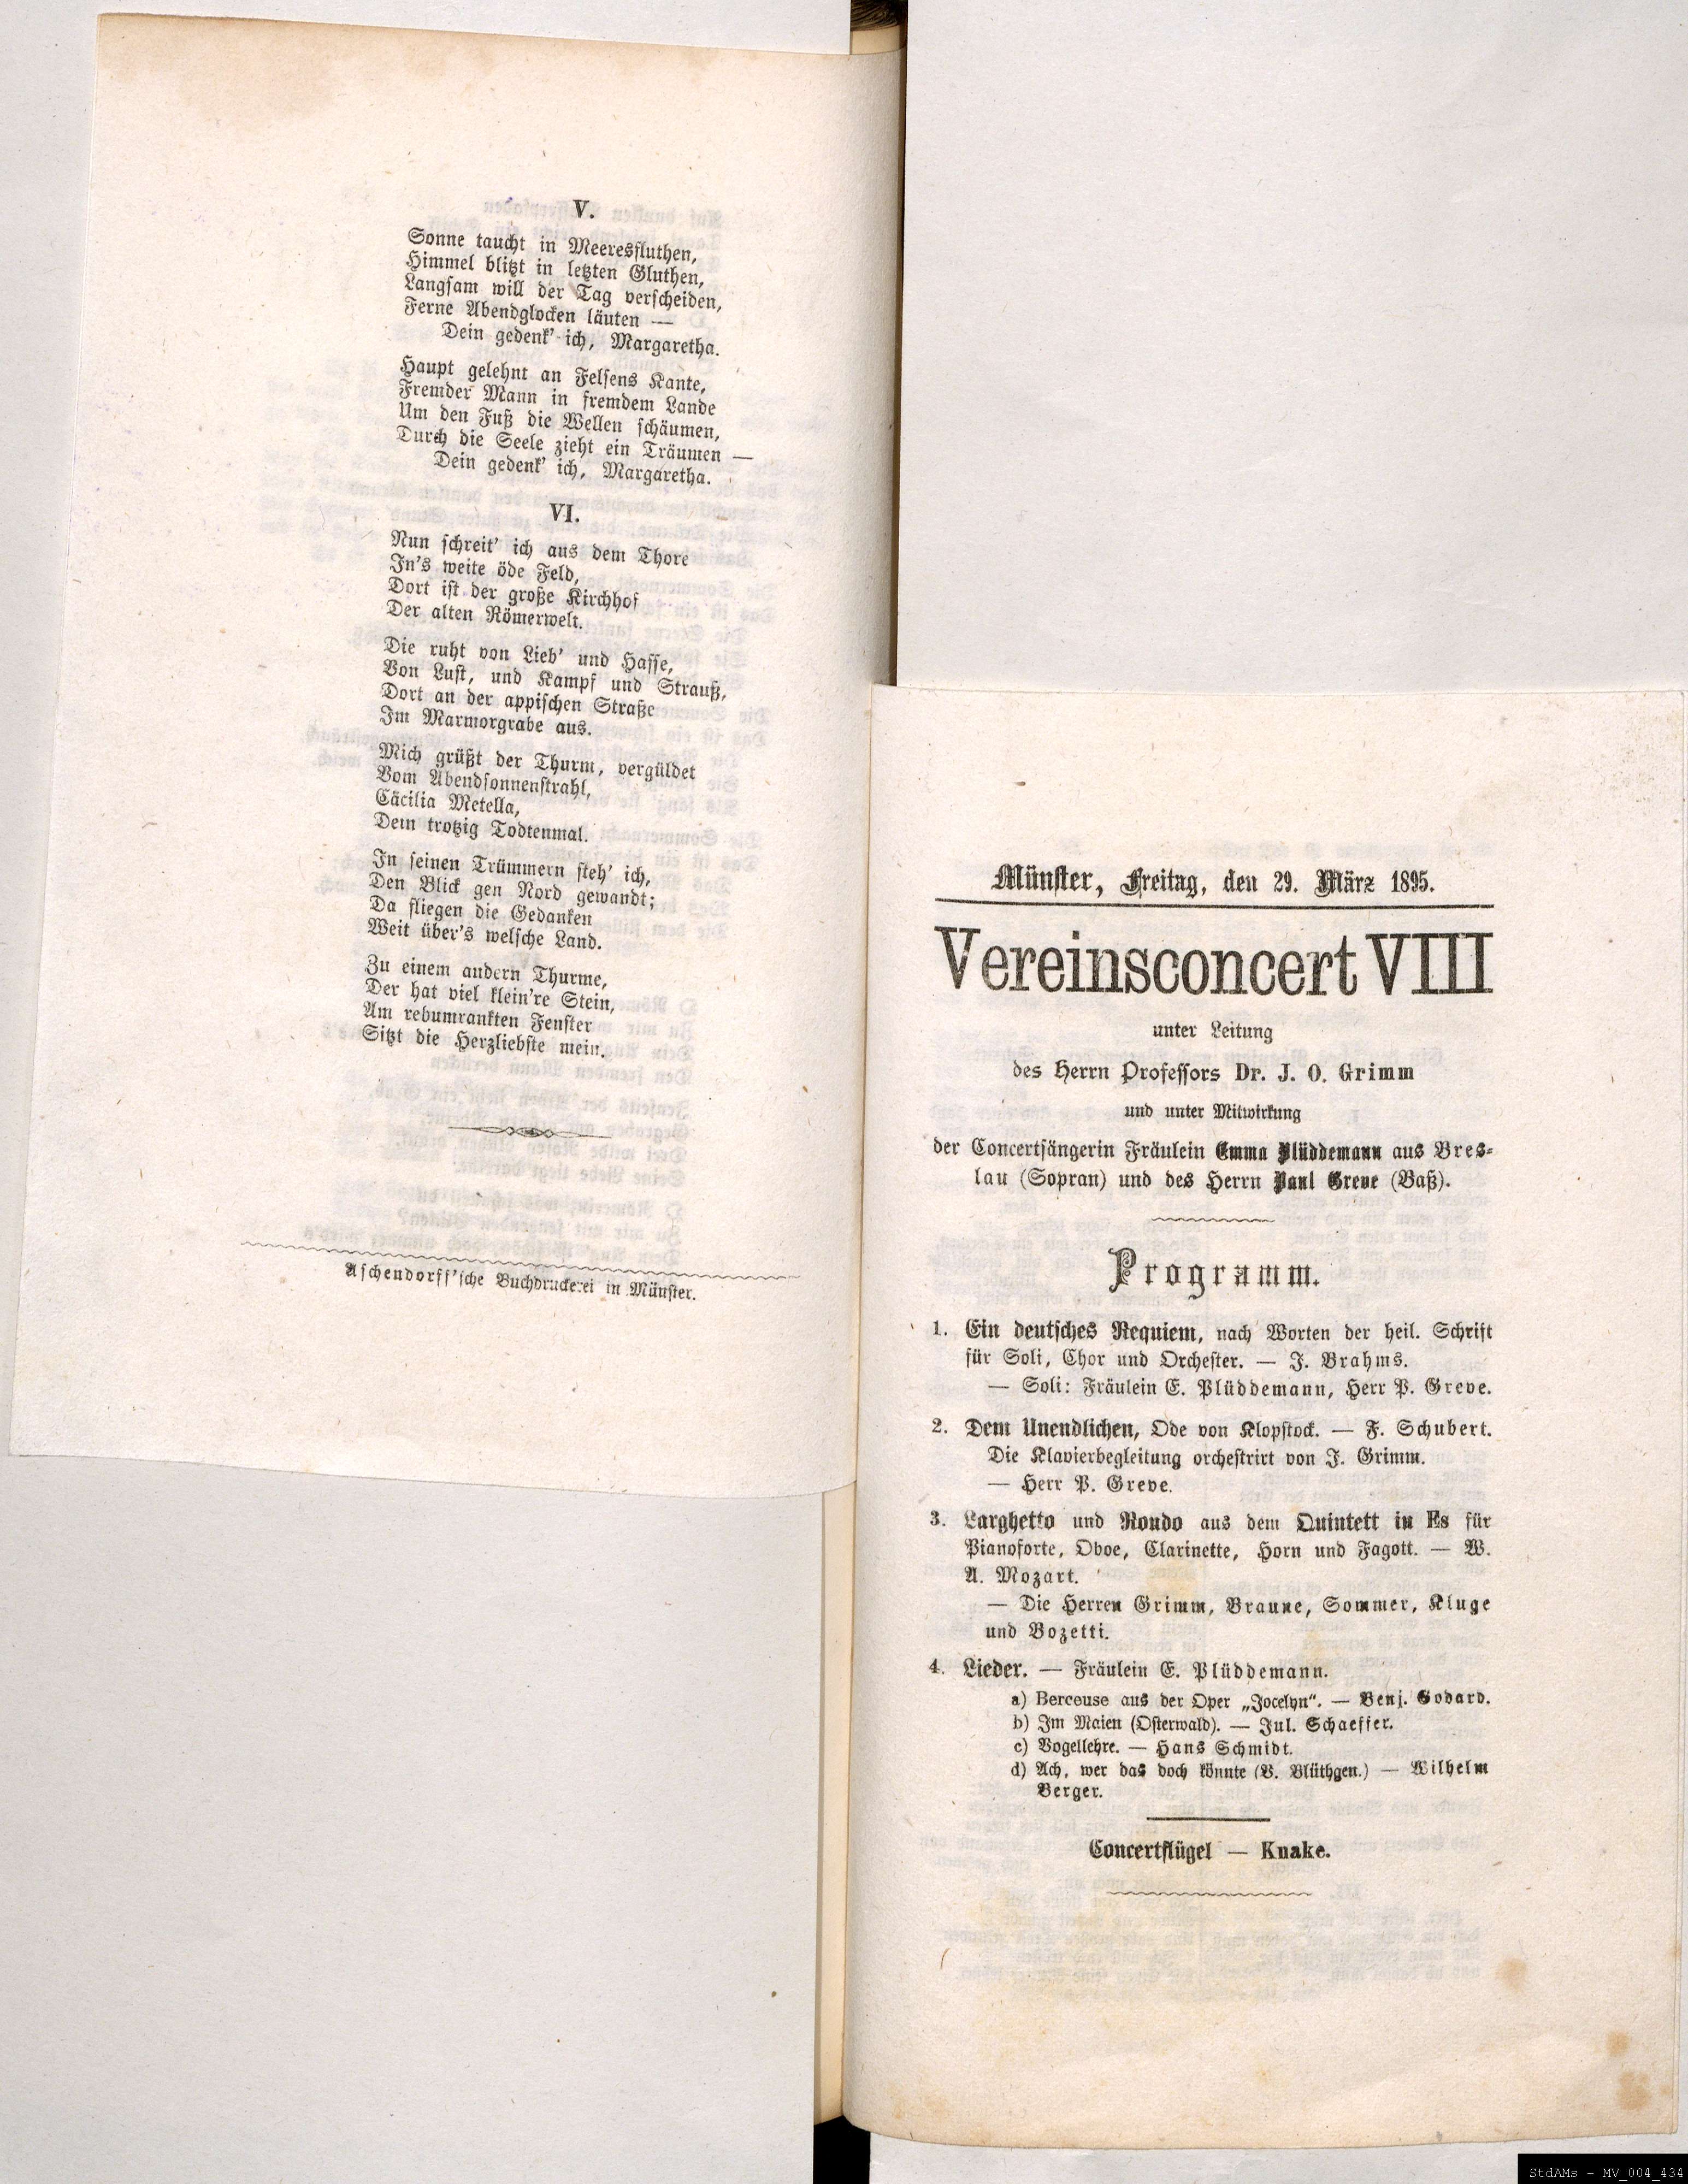 V.
Sonne taucht in Meeresfluthen,
Himmel blitzt in letzten Gluthen,
Langsam will der Tag verscheiden,
Ferne Abendglocken läuten —
Dein gedenk' ich, Margaretha.
Haupt gelehnt an Felsens Kante,
Fremder Mann in fremdem Lande
Um den Fuß die Wellen schäumen,
Durch die Seele zieht ein Träumen —
Dein gedenk' ich, Margaretha.
VI.
Nun schreit' ich aus dem Thore
In's weite öde Feld,
Dort ist der große Kirchhof
Der alten Römerwelt.
Die ruht von Lieb' und Hasse,
Von Lust, und Kampf und Strauß,
Dort an der appischen Straße
Im Marmorgrabe aus.
Mich grüßt der Thurm, vergüldet
Vom Abendsonnenstrahl,
Cäcilia Metella,
Dein trotzig Todtenmal.
In seinen Trümmern steh' ich,
Den Blick gen Nord gewandt;
Da fliegen die Gedanken
Weit über's welsche Land.
Zu einem andern Thurme,
Der hat viel klein're Stein,
Am rebumrankten Fenster
Sitzt die Herzliebste mein.
Aschendorff'sche Buchdruckerei in Münster.
Münster, Freitag, den 29. März 1895.
Vereinsconcert VIII
unter Leitung
des Herrn Professors Dr. J. O. Grimm
und unter Mitwirkung
der Concertsängerin Fräulein Emma Plüddemann aus Bres-
lau (Sopran) und des Herrn Paul Greve (Baß).
Programm.
1. Ein deutsches Requiem, nach Worten der heil. Schrift
für Soli, Chor und Orchester. — J. Brahms.
— Soli: Fräulein E. Plüddemann, Herr P. Greve.
2. Dem Unendlichen, Ode von Klopstock. — F. Schubert.
Die Klavierbegleitung orchestrirt von J. Grimm.
— Herr P. Greve.
3. Larghetto und Rondo aus dem Quintett in Es für
Pianoforte, Oboe, Clarinette, Horn und Fagott. — W.
A. Mozart.
— Die Herren Grimm, Braune, Sommer, Kluge
und Bozetti.
4. Lieder. — Fräulein E. Plüddemann.
a) Berceuse aus der Oper „Jocelyn“. — Benj. Godard.
b) Im Maien (Osterwald). — Jul. Schaeffer.
c) Vogellehre. — Hans Schmidt.
d) Ach, wer das doch könnte (V. Blüthgen.) — Wilhelm
Berger.
Concertflügel — Knake.
StdAMs - MV_004_434